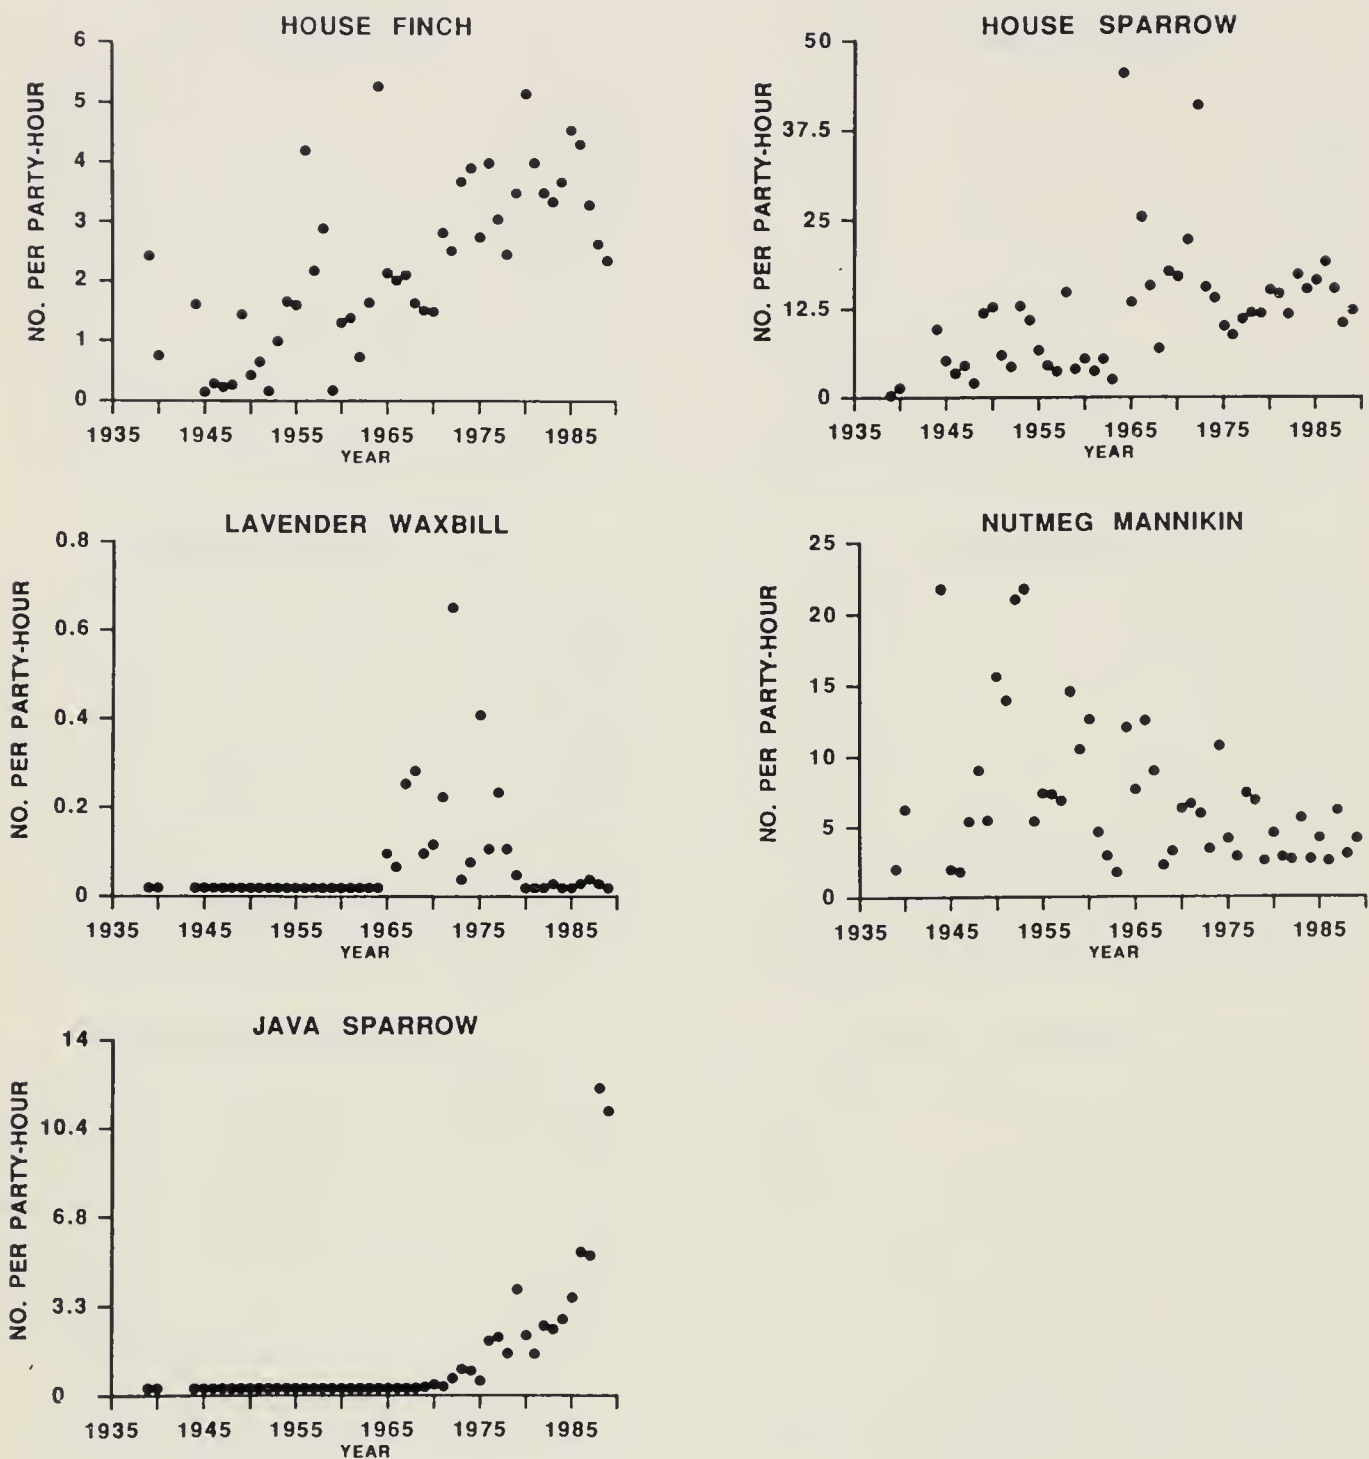 HOUSE FINCH
NO. PER PARTY-HOUR
6
5
4
3
2
1
0
1935 1945 1955 1965 1975 1985
YEAR
HOUSE SPARROW
NO. PER PARTY-HOUR
50
37.5
25
12.5
0
1935 1945 1955 1965 1975 1985
YEAR
LAVENDER WAXBILL
NO. PER PARTY-HOUR
0.8
0.6
0.4
0.2
0
1935 1945 1955 1965 1975 1985
YEAR
NUTMEG MANNIKIN
NO. PER PARTY-HOUR
25
20
15
10
5
0
1935 1945 1955 1965 1975 1985
YEAR
JAVA SPARROW
NO. PER PARTY-HOUR
14
10.4
6.8
3.3
0
1935 1945 1955 1965 1975 1985
YEAR